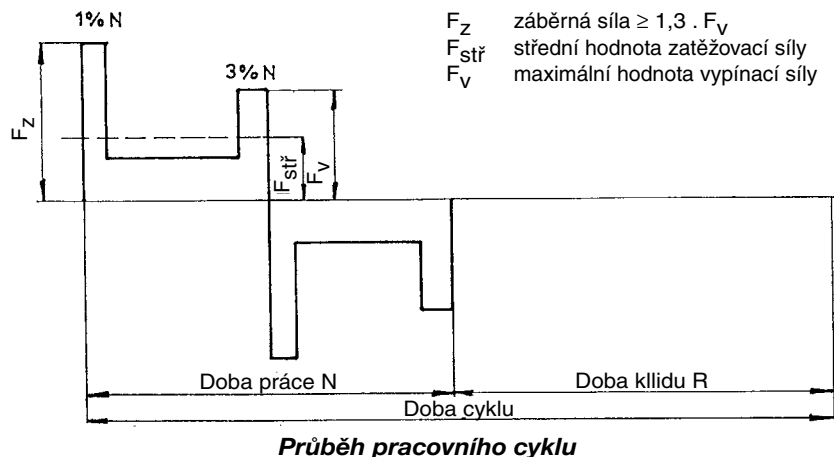 1% N
3% N
F_Z záběrná síla ≥ 1,3 . F_V
F_stř střední hodnota zatěžovací síly
F_V maximální hodnota vypínací síly
F_Z
F_stř
F_V
Doba práce N
Doba kllidu R
Doba cyklu
Průběh pracovního cyklu